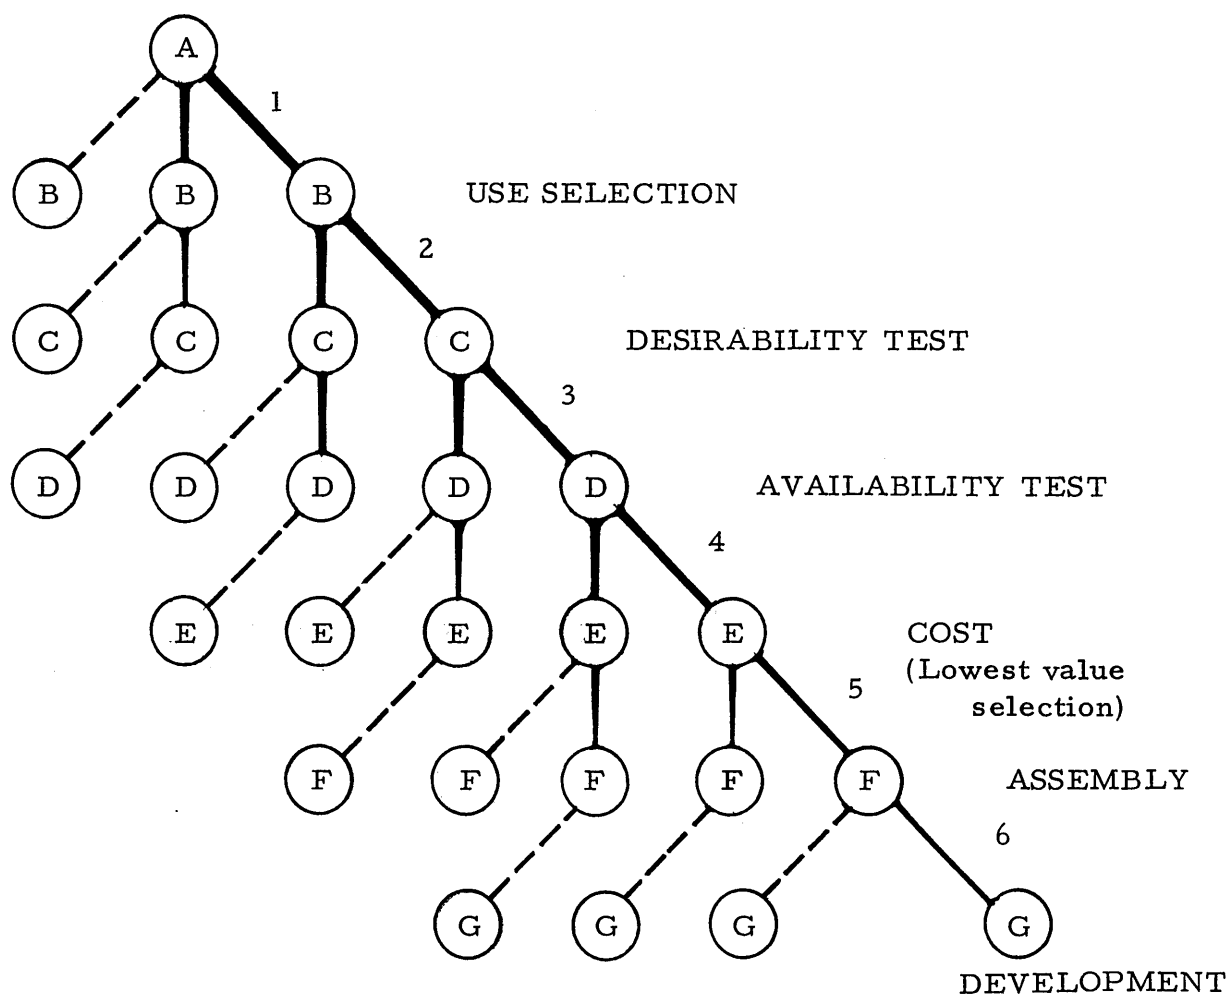 A
1
B B B USE SELECTION
2
C C C C DESIRABILITY TEST
3
D D D D D AVAILABILITY TEST
4
E E E E E COST
(Lowest value
selection)
5
F F F F F ASSEMBLY
6
G G G G
DEVELOPMENT